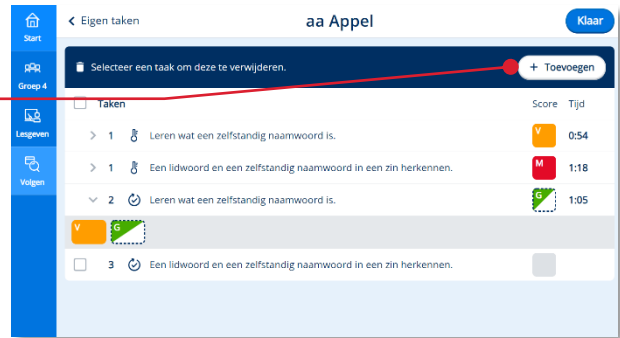 Eigen taken
aa Appel
Klaar
Start
Groep 4
Lesgeven
Volgen
Selecteer een taak om deze te verwijderen.
+ Toevoegen
Taken Score Tijd
1 Leren wat een zelfstandig naamwoord is. V 0:54
1 Een lidwoord en een zelfstandig naamwoord in een zin herkennen. M 1:18
2 Leren wat een zelfstandig naamwoord is. G 1:05
V G
3 Een lidwoord en een zelfstandig naamwoord in een zin herkennen.